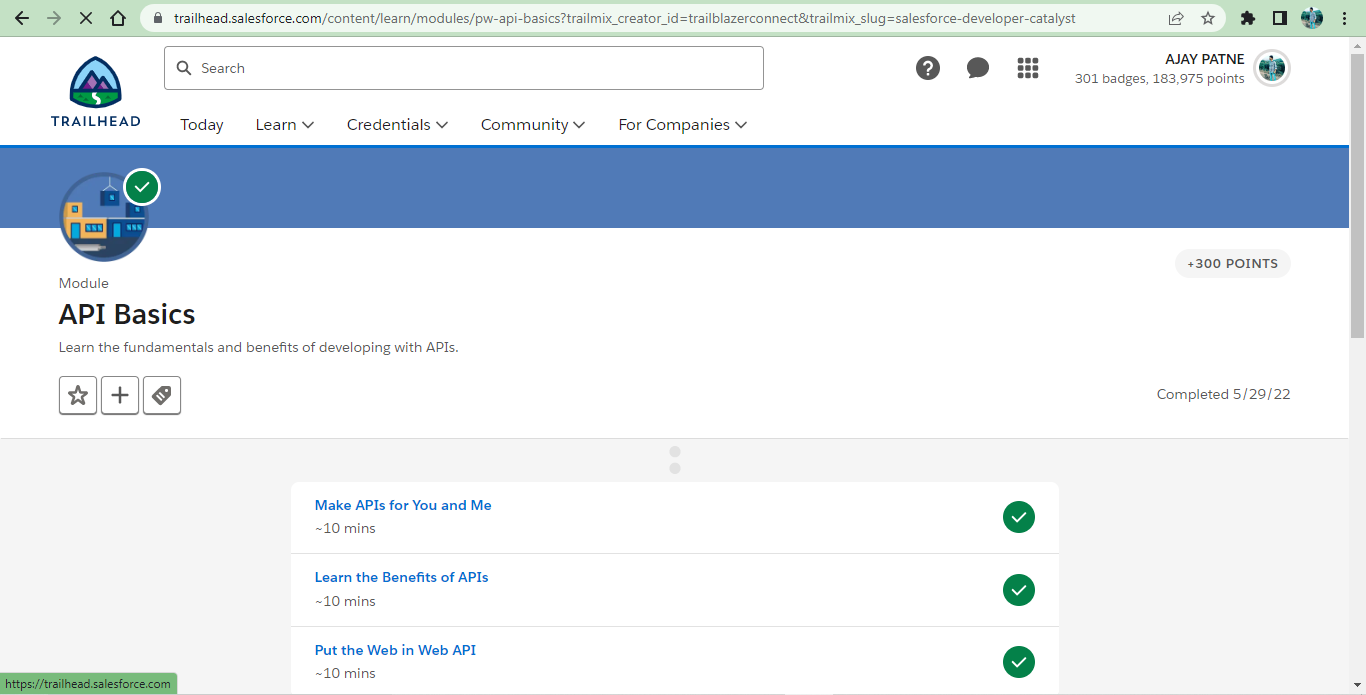 trailhead.salesforce.com/content/learn/modules/pw-api-basics?trailmix_creator_id=trailblazerconnect&trailmix_slug=salesforce-developer-catalyst
TRAILHEAD
Search
?
AJAY PATNE
301 badges, 183,975 points
Today Learn Credentials Community For Companies
+300 POINTS
Module
API Basics
Learn the fundamentals and benefits of developing with APIs.
Completed 5/29/22
Make APIs for You and Me
~10 mins
Learn the Benefits of APIs
~10 mins
Put the Web in Web API
~10 mins
https://trailhead.salesforce.com